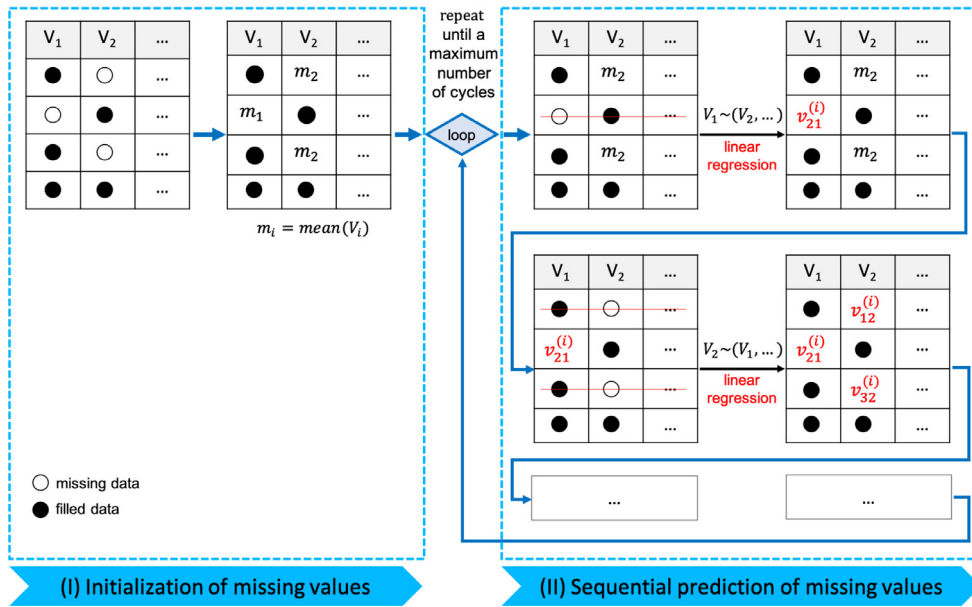 V₁ V₂ ...
...
...
...
...
V₁ V₂ ...
m₂ ...
m₁ ...
m₂ ...
...
mᵢ = mean(Vᵢ)
missing data
filled data
(I) Initialization of missing values
repeat
until a
maximum
number
of cycles
loop
V₁ V₂ ...
m₂ ...
...
m₂ ...
...
V₁~(V₂, ...)
linear
regression
V₁ V₂ ...
m₂ ...
v₂₁⁽ⁱ⁾ ...
m₂ ...
...
V₁ V₂ ...
...
v₂₁⁽ⁱ⁾ ...
...
...
V₂~(V₁, ...)
linear
regression
V₁ V₂ ...
v₁₂⁽ⁱ⁾ ...
v₂₁⁽ⁱ⁾ ...
v₃₂⁽ⁱ⁾ ...
...
...
...
(II) Sequential prediction of missing values